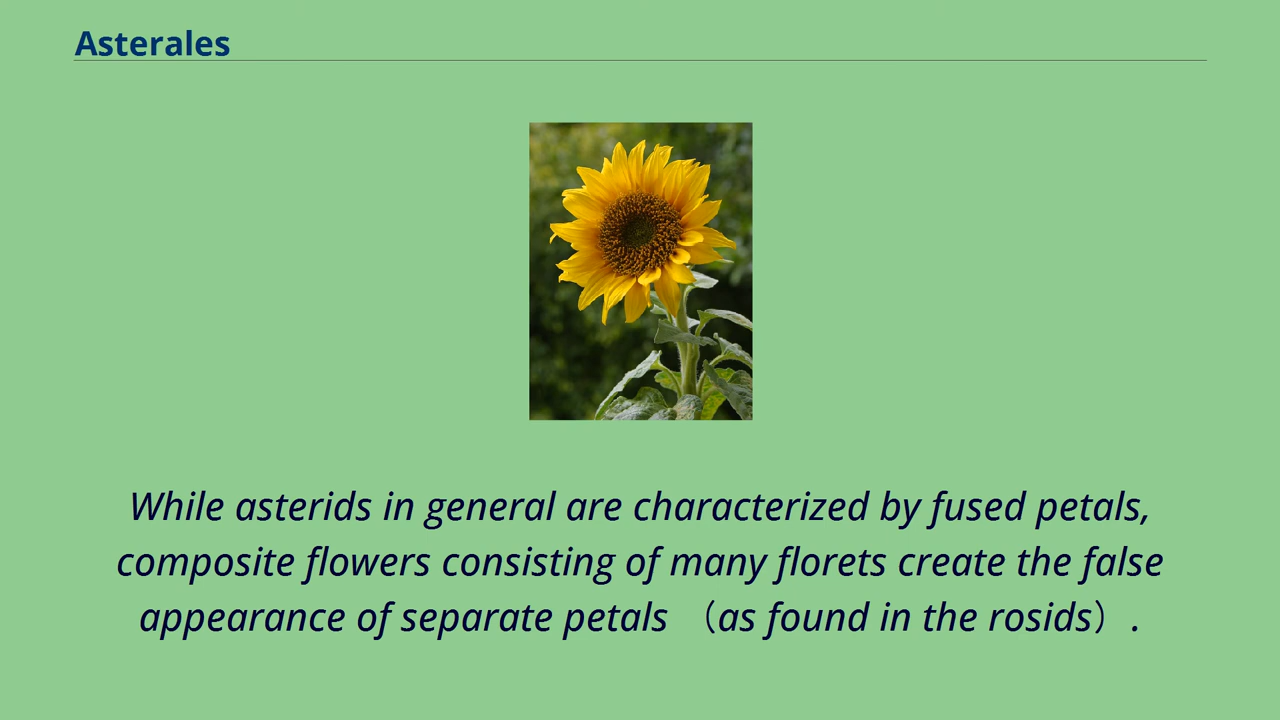 Asterales
While asterids in general are characterized by fused petals,
composite flowers consisting of many florets create the false
appearance of separate petals （as found in the rosids）.